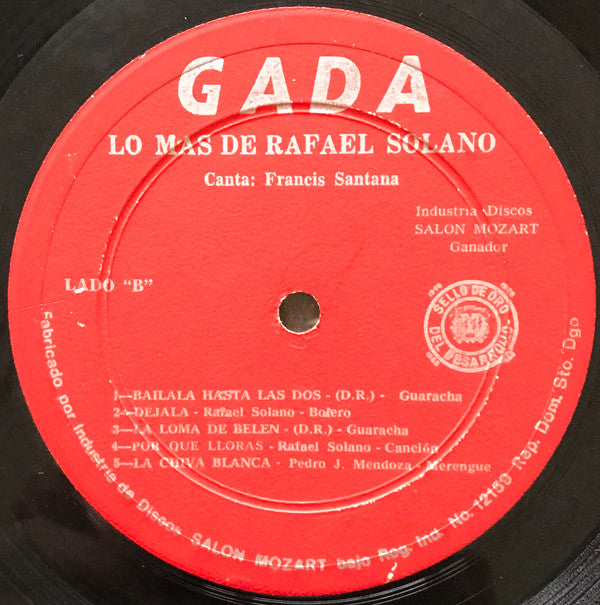 GADA
LO MAS DE RAFAEL SOLANO
Canta: Francis Santana
Industria Discos
SALON MOZART
Ganador
LADO "B"
SELLO DE ORO
DEL DESARROLLO
1—BAILALA HASTA LAS DOS - (D.R.) - Guaracha
2—DEJALA - Rafael Solano - Bolero
3—LA LOMA DE BELEN - (D.R.) - Guaracha
4—POR QUE LLORAS - Rafael Solano - Canción
5—LA CHIVA BLANCA - Pedro J. Mendoza - Merengue
Fabricado por Industria de Discos SALON MOZART bajo Reg. Ind. No. 12159 Rep. Dom. Sto. Dgo